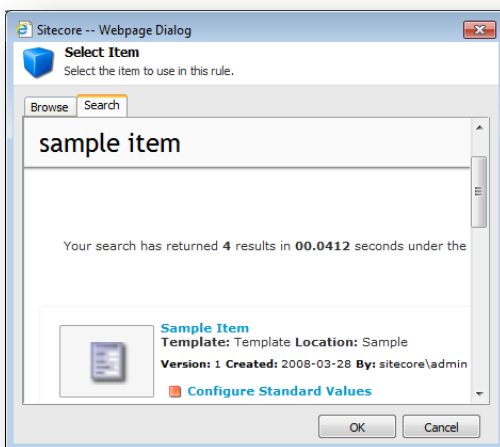 Sitecore -- Webpage Dialog
Select Item
Select the item to use in this rule.
Browse Search
sample item
Your search has returned 4 results in 00.0412 seconds under the
Sample Item
Template: Template Location: Sample
Version: 1 Created: 2008-03-28 By: sitecore\admin
Configure Standard Values
OK Cancel